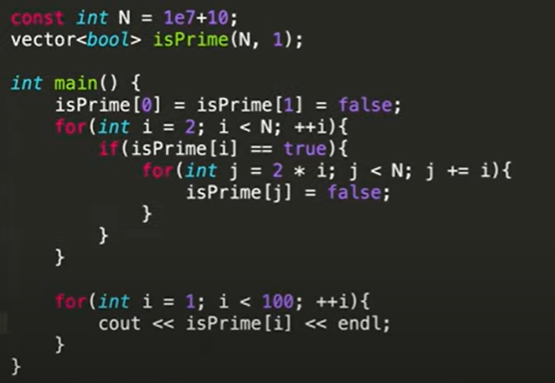 const int N = 1e7+10;
vector<bool> isPrime(N, 1);
int main() {
isPrime[0] = isPrime[1] = false;
for(int i = 2; i < N; ++i){
if(isPrime[i] == true){
for(int j = 2 * i; j < N; j += i){
isPrime[j] = false;
}
}
}
for(int i = 1; i < 100; ++i){
cout << isPrime[i] << endl;
}
}